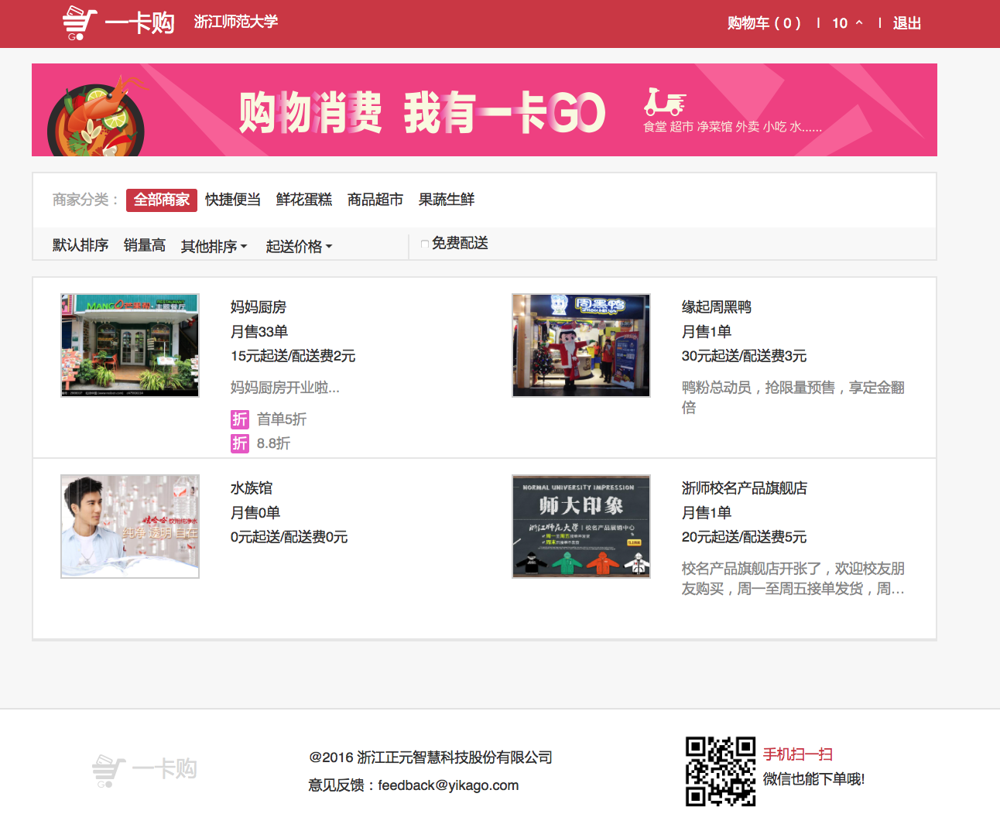 一卡购 浙江师范大学 购物车 ( 0 ) | 10 | 退出
GO
购物消费 我有一卡GO
食堂 超市 净菜馆 外卖 小吃 水......
商家分类： 全部商家 快捷便当 鲜花蛋糕 商品超市 果蔬生鲜
默认排序 销量高 其他排序 起送价格 免费配送
妈妈厨房
月售33单
15元起送/配送费2元
妈妈厨房开业啦...
折 首单5折
折 8.8折
RESTAURANT
主题餐厅
缘起周黑鸭
月售1单
30元起送/配送费3元
鸭粉总动员，抢限量预售，享定金翻
倍
周黑鸭
水族馆
月售0单
0元起送/配送费0元
娃哈哈 饮用纯净水
纯净 透明 自在
浙师校名产品旗舰店
月售1单
20元起送/配送费5元
校名产品旗舰店开张了，欢迎校友朋
友购买，周一至周五接单发货，周...
NORMAL UNIVERSITY IMPRESSION
师大印象
浙江师范大学 | 校名产品展销中心
一卡购
GO
@2016 浙江正元智慧科技股份有限公司
意见反馈：feedback@yikago.com
手机扫一扫
微信也能下单哦!